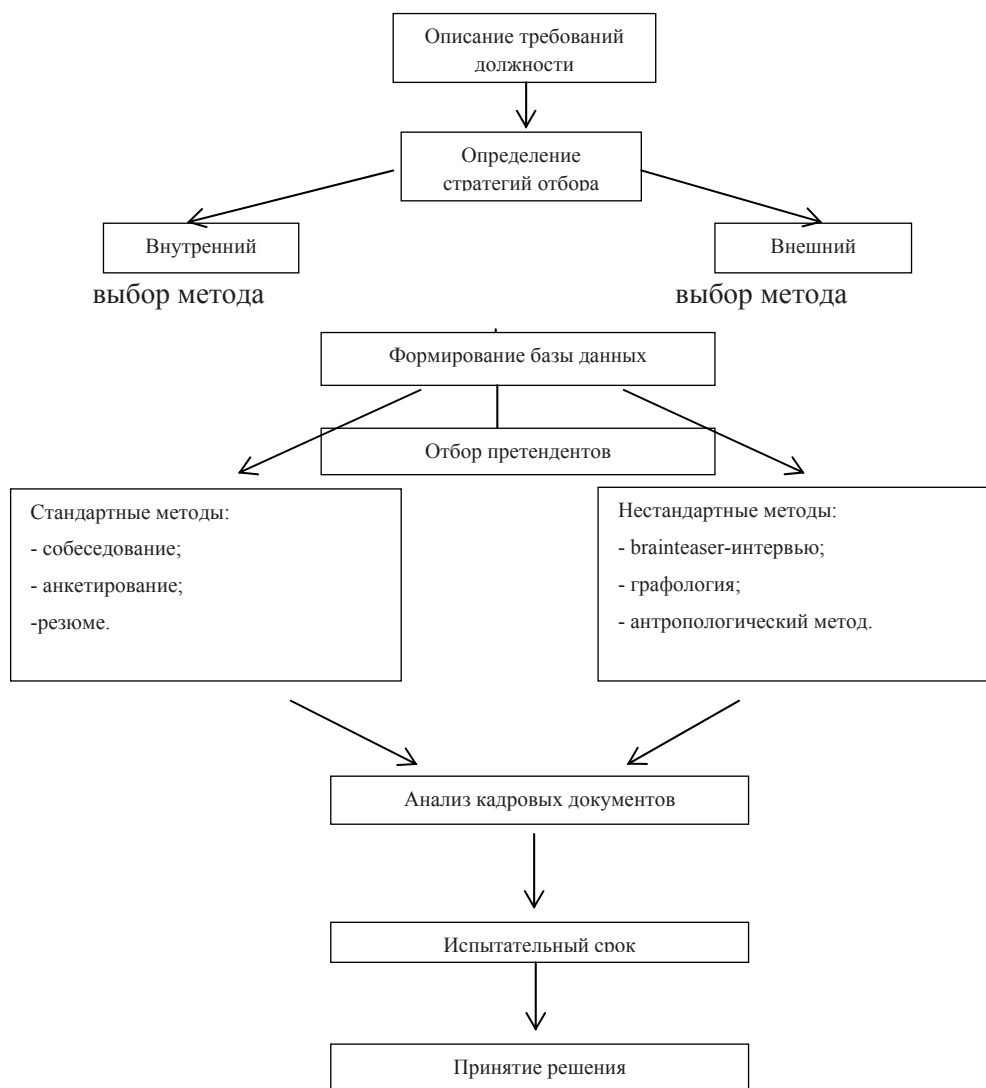 Описание требований
должности
Определение
стратегий отбора
Внутренний
Внешний
выбор метода
выбор метода
Формирование базы данных
Отбор претендентов
Стандартные методы:
- собеседование;
- анкетирование;
-резюме.
Нестандартные методы:
- brainteaser-интервью;
- графология;
- антропологический метод.
Анализ кадровых документов
Испытательный срок
Принятие решения